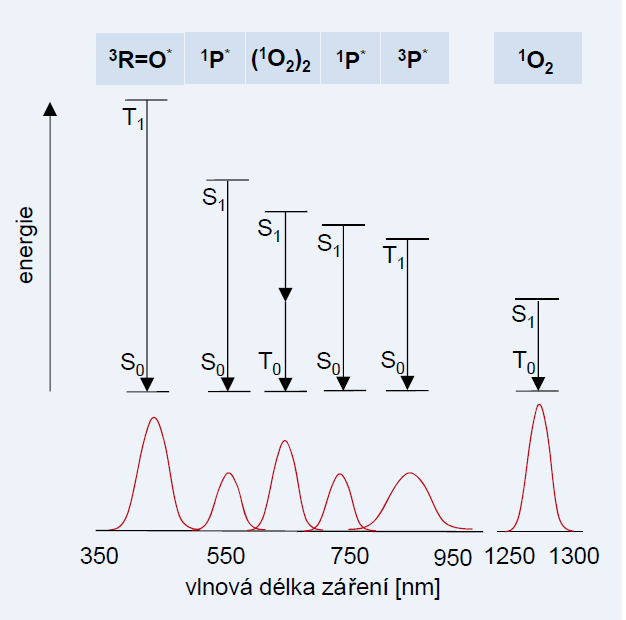 ³R=O* ¹P* (¹O₂)₂ ¹P* ³P* ¹O₂
T₁
S₁
S₁
S₁
T₁
S₁
energie
S₀ S₀ T₀ S₀ S₀ T₀
350 550 750 950 1250 1300
vlnová délka záření [nm]